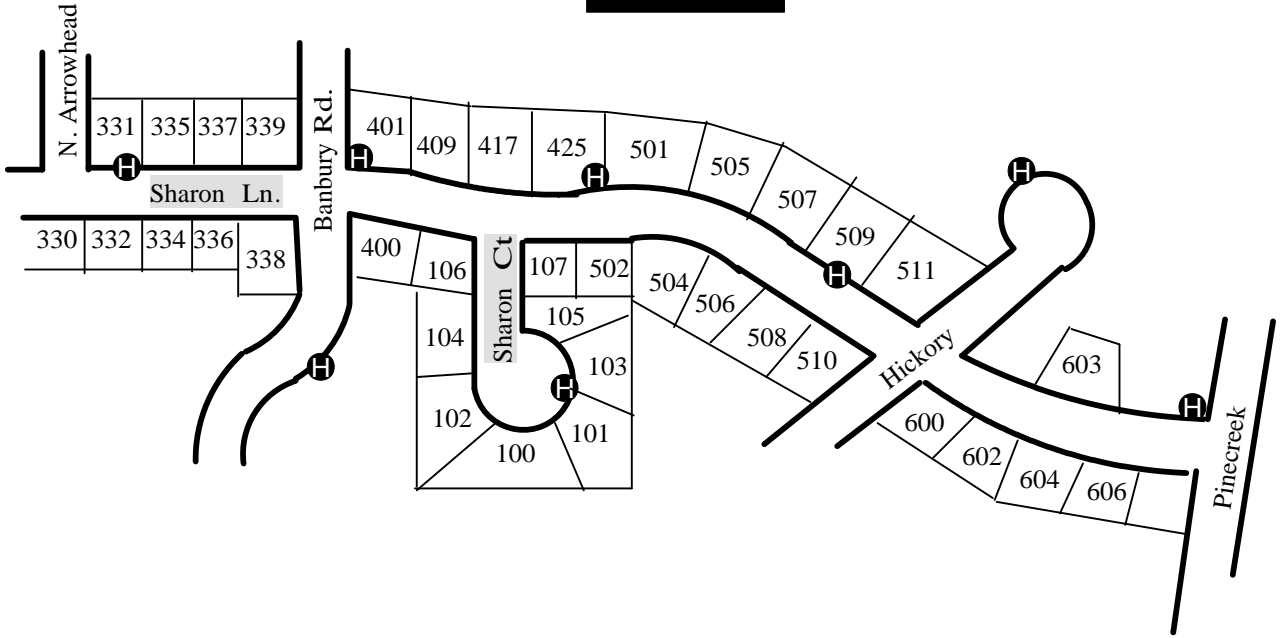 N. Arrowhead
331 335 337 339
Banbury Rd.
401 409 417 425 501 505 507 509 511
H
H
H
H
H
H
H
H
Sharon Ln.
330 332 334 336 338
400 106
Sharon Ct
107 502 504 506 508 510
105
104
103
102
101
100
Hickory
603
600 602 604 606
Pinecreek